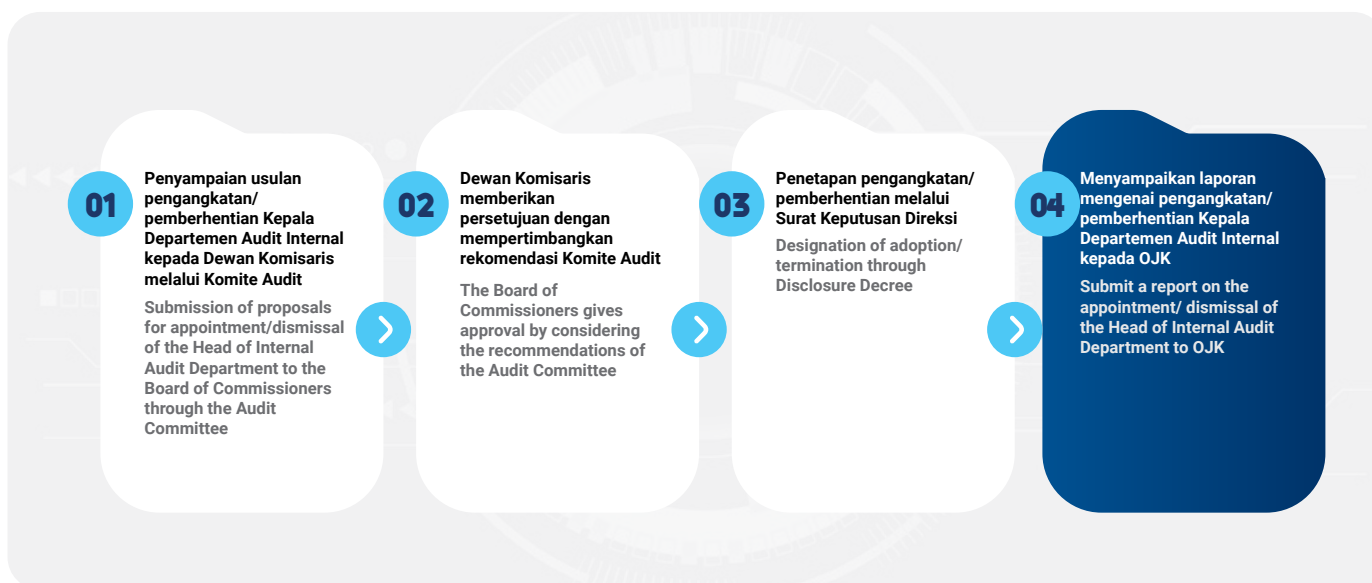 01
Penyampaian usulan
pengangkatan/
pemberhentian Kepala
Departemen Audit Internal
kepada Dewan Komisaris
melalui Komite Audit
Submission of proposals
for appointment/dismissal
of the Head of Internal
Audit Department to the
Board of Commissioners
through the Audit
Committee
02
Dewan Komisaris
memberikan
persetujuan dengan
mempertimbangkan
rekomendasi Komite Audit
The Board of
Commissioners gives
approval by considering
the recommendations of
the Audit Committee
03
Penetapan pengangkatan/
pemberhentian melalui
Surat Keputusan Direksi
Designation of adoption/
termination through
Disclosure Decree
04
Menyampaikan laporan
mengenai pengangkatan/
pemberhentian Kepala
Departemen Audit Internal
kepada OJK
Submit a report on the
appointment/ dismissal of
the Head of Internal Audit
Department to OJK